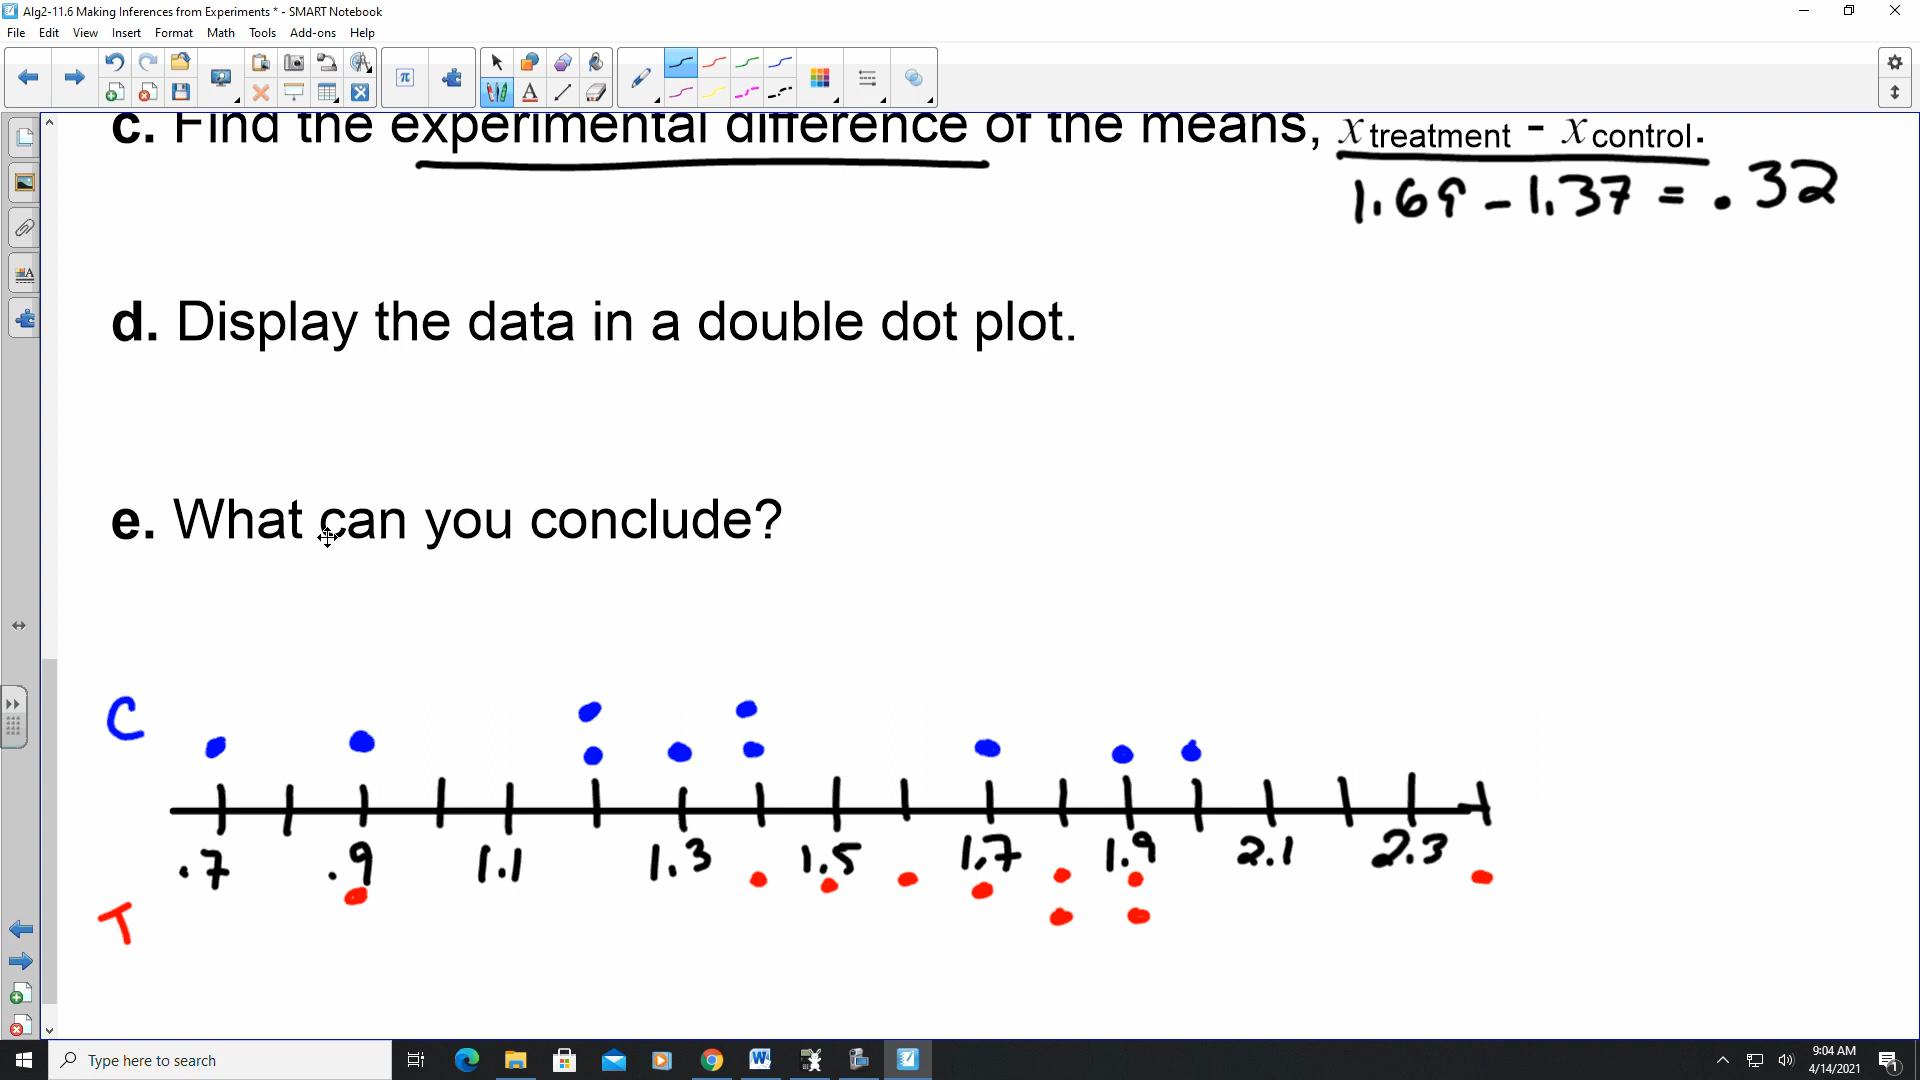 Alg2-11.6 Making Inferences from Experiments * - SMART Notebook
File Edit View Insert Format Math Tools Add-ons Help
c. Find the experimental difference of the means, x treatment - x control.
1.69 - 1.37 = .32
d. Display the data in a double dot plot.
e. What can you conclude?
C
.7 .9 1.1 1.3 1.5 1.7 1.9 2.1 2.3
T
Type here to search
9:04 AM
4/14/2021
1